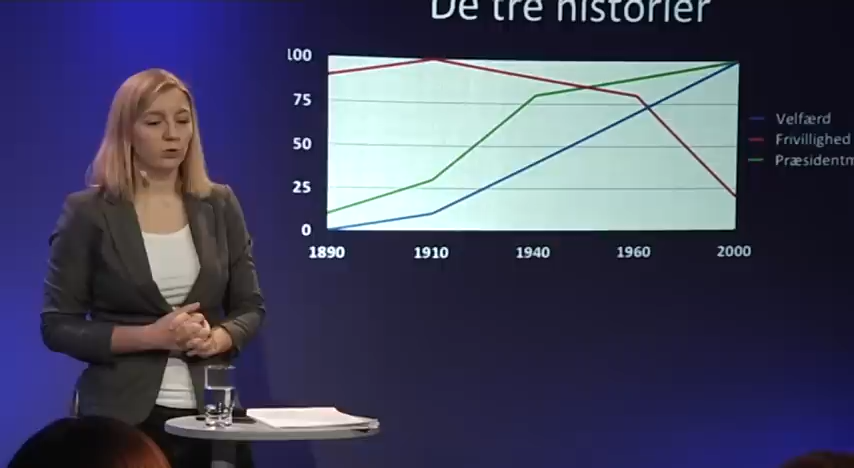 De tre historier
100
75
50
25
0
1890 1910 1940 1960 2000
Velfærd
Frivillighed
Præsidentm